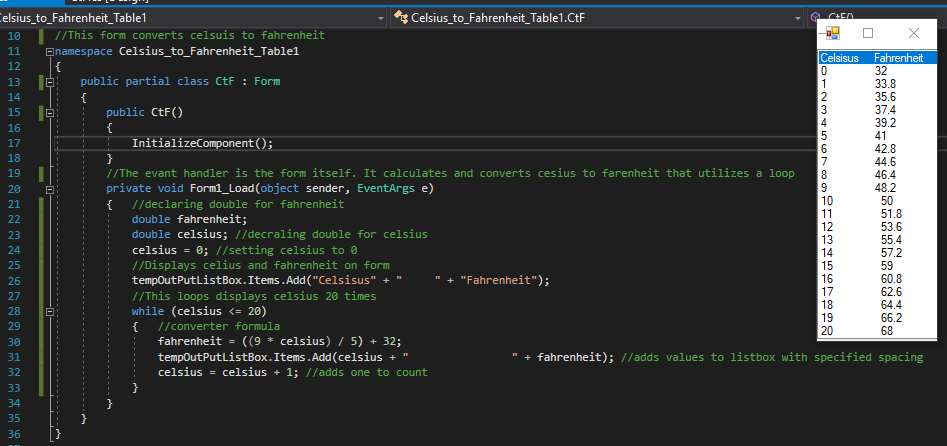 elsius_to_Fahrenheit_Table1
Celsius_to_Fahrenheit_Table1.CtF
CtF()
10 //This form converts celsuis to fahrenheit
11 namespace Celsius_to_Fahrenheit_Table1
12 {
13 public partial class CtF : Form
14 {
15 public CtF()
16 {
17 InitializeComponent();
18 }
19 //The evant handler is the form itself. It calculates and converts cesius to farenheit that utilizes a loop
20 private void Form1_Load(object sender, EventArgs e)
21 { //declaring double for fahrenheit
22 double fahrenheit;
23 double celsius; //decraling double for celsius
24 celsius = 0; //setting celsius to 0
25 //Displays celius and fahrenheit on form
26 tempOutPutListBox.Items.Add("Celsisus" + "     " + "Fahrenheit");
27 //This loops displays celsius 20 times
28 while (celsius <= 20)
29 { //converter formula
30 fahrenheit = ((9 * celsius) / 5) + 32;
31 tempOutPutListBox.Items.Add(celsius + "                " + fahrenheit); //adds values to listbox with specified spacing
32 celsius = celsius + 1; //adds one to count
33 }
34 }
35 }
36 }
Celsisus Fahrenheit
0 32
1 33.8
2 35.6
3 37.4
4 39.2
5 41
6 42.8
7 44.6
8 46.4
9 48.2
10 50
11 51.8
12 53.6
13 55.4
14 57.2
15 59
16 60.8
17 62.6
18 64.4
19 66.2
20 68